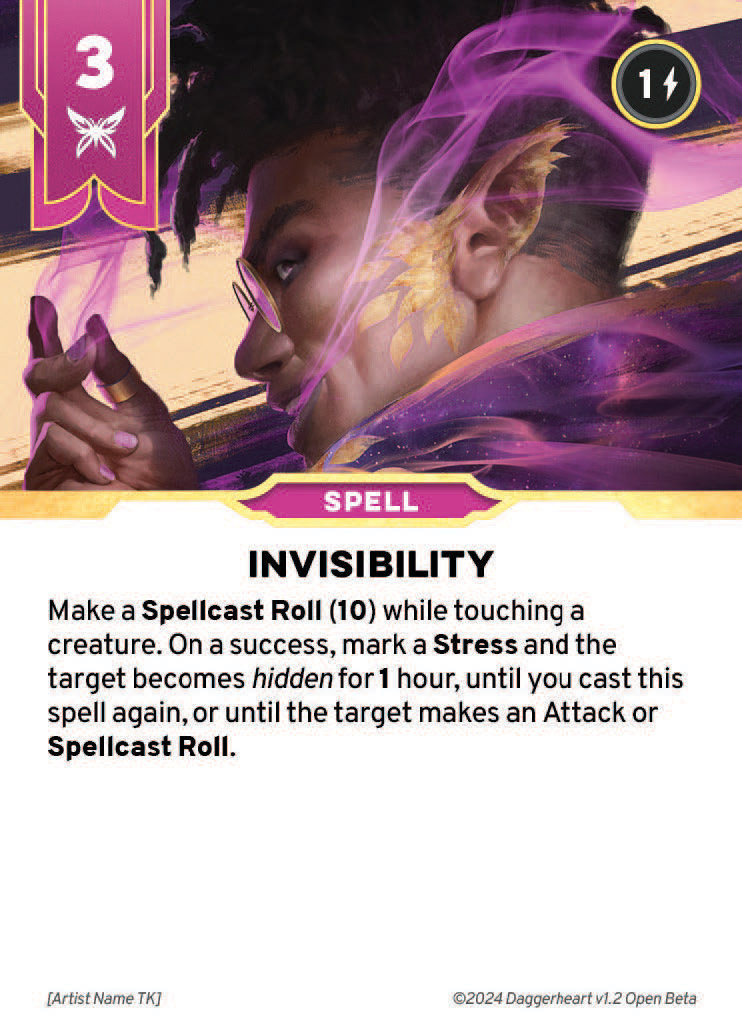 3
1
SPELL
INVISIBILITY
Make a Spellcast Roll (10) while touching a
creature. On a success, mark a Stress and the
target becomes hidden for 1 hour, until you cast this
spell again, or until the target makes an Attack or
Spellcast Roll.
[Artist Name TK]
©2024 Daggerheart v1.2 Open Beta